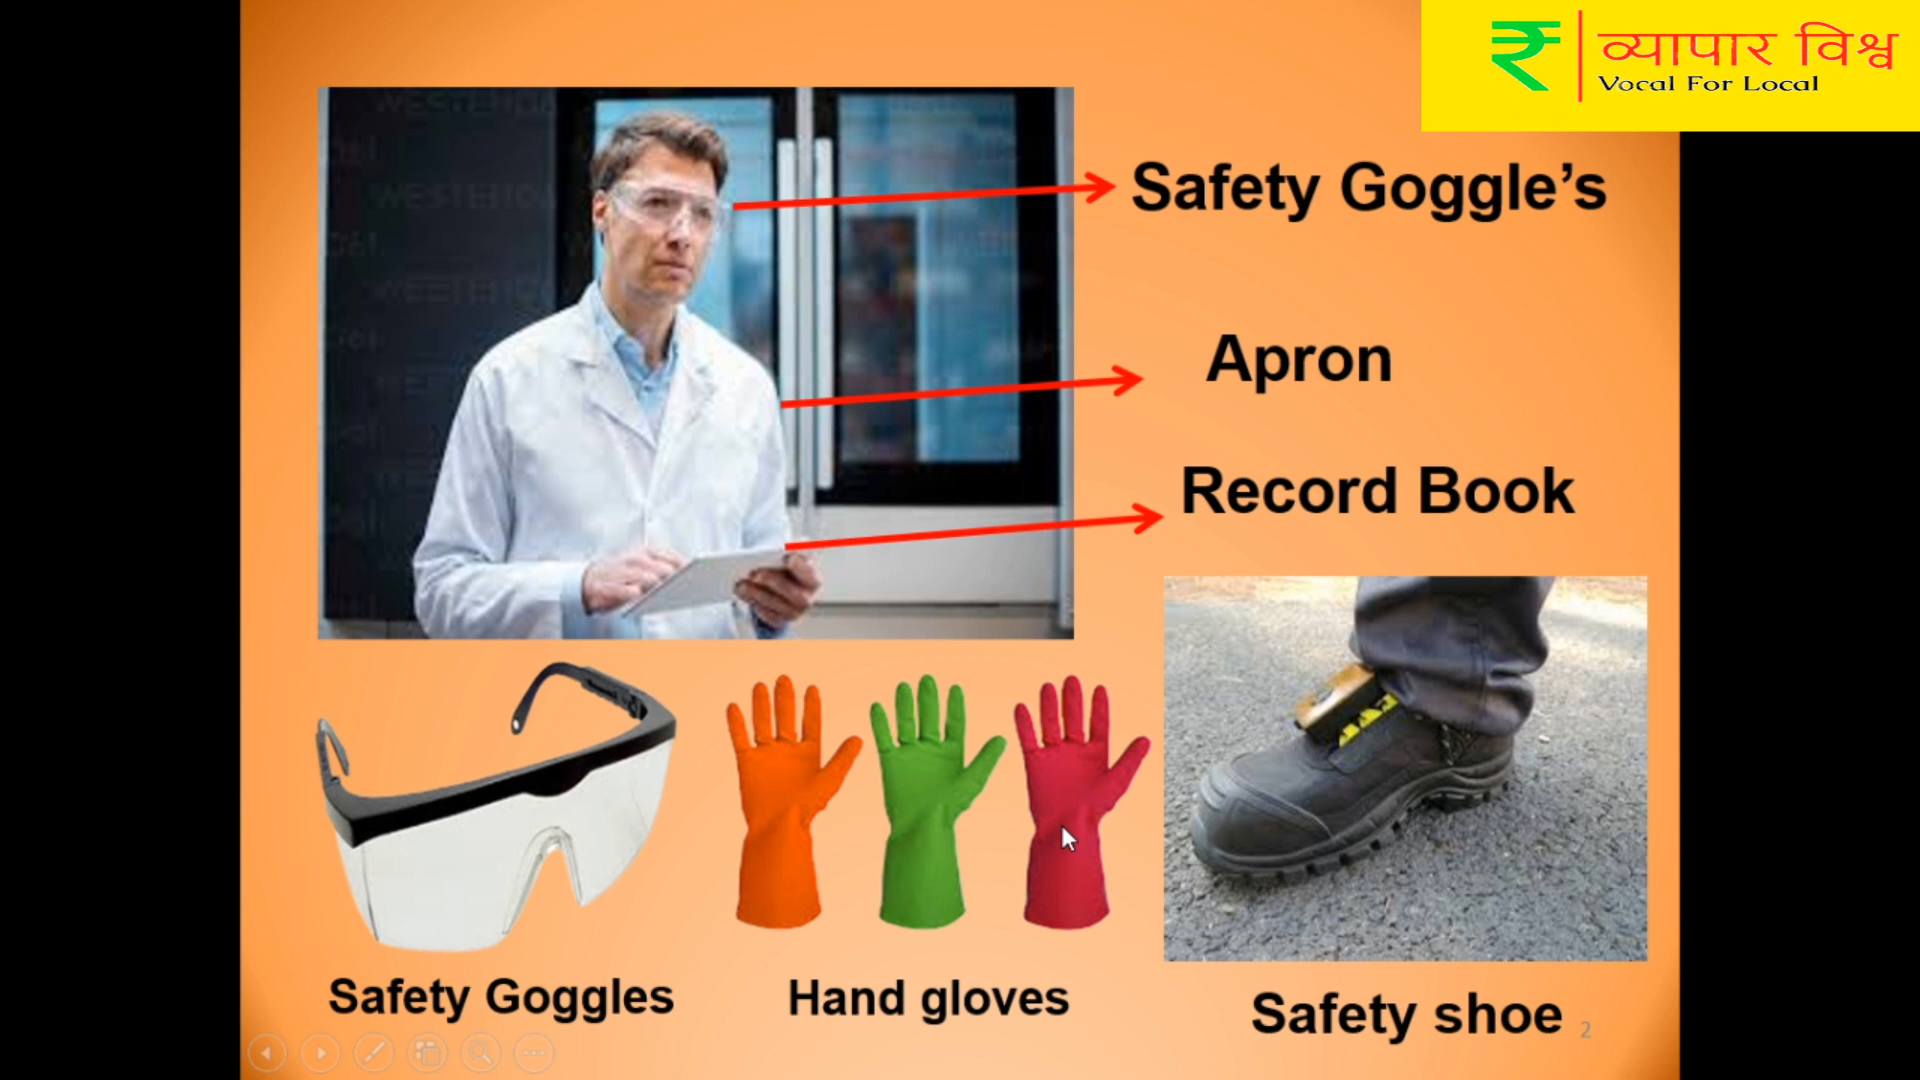 ₹ व्यापार विश्व
Vocal For Local
Safety Goggle’s
Apron
Record Book
Safety Goggles
Hand gloves
Safety shoe
2